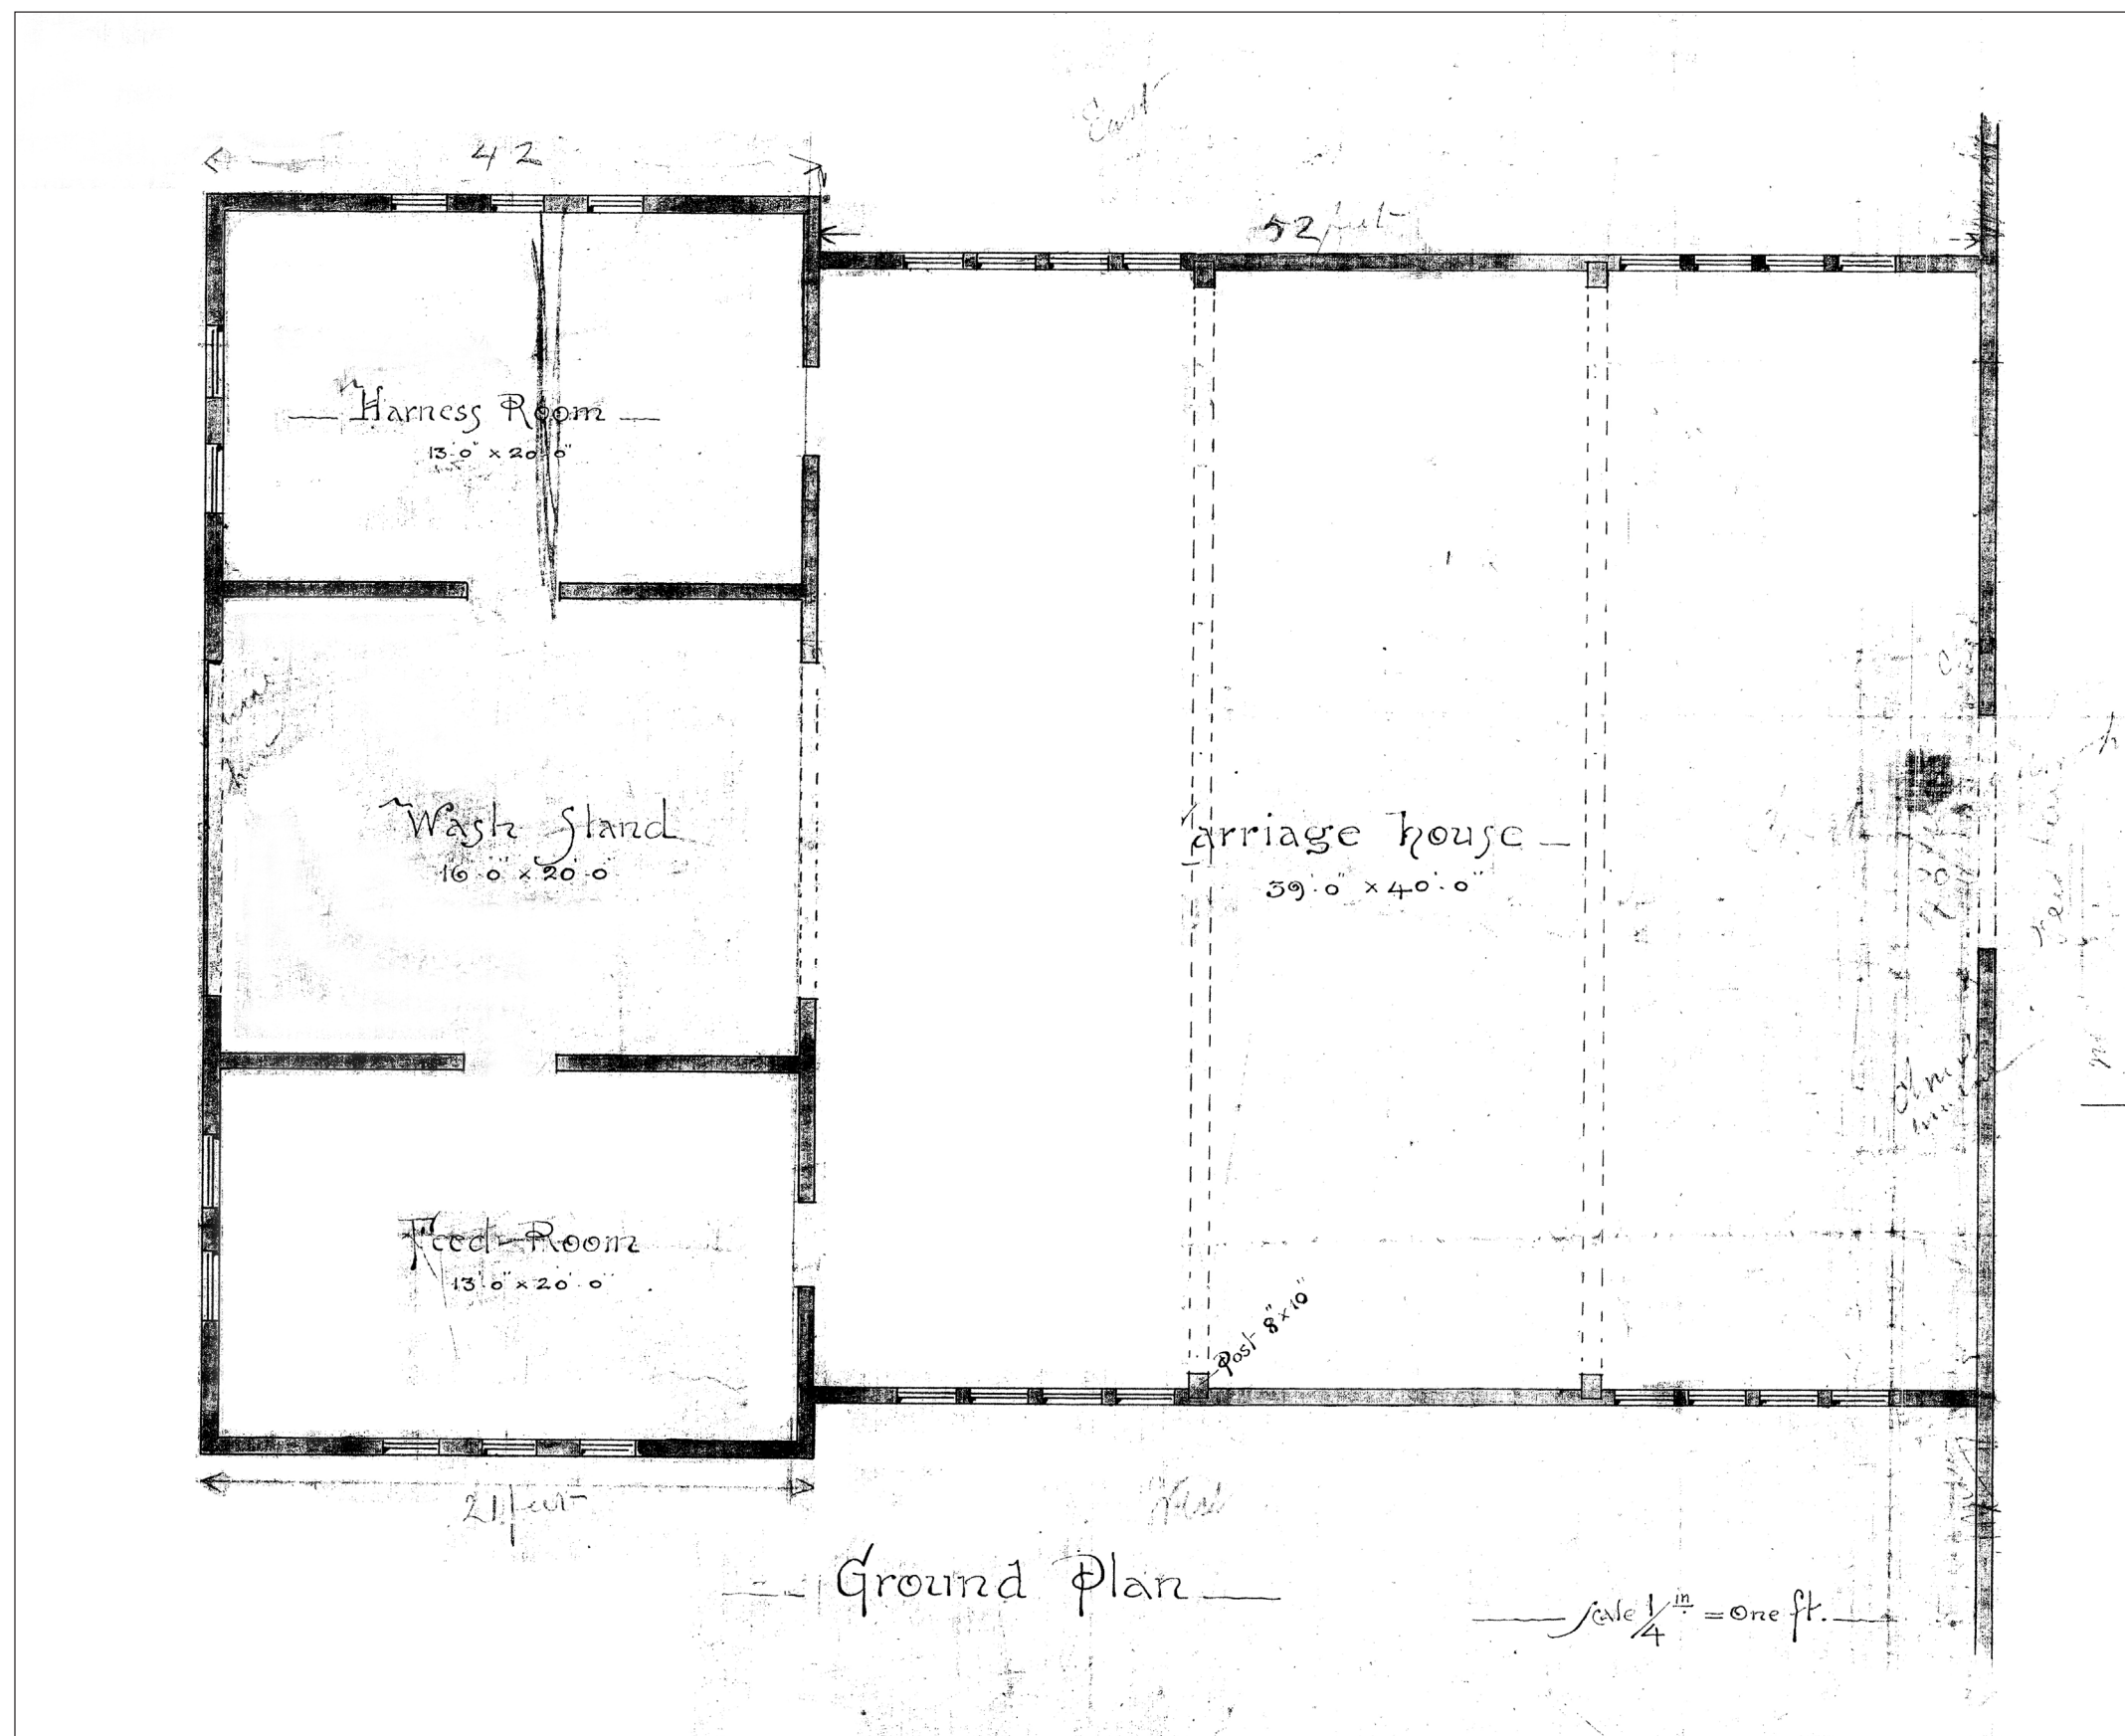 East
42
52 feet
Harness Room
13'·0" × 20'·0"
Wash Stand
16'·0" × 20'·0"
arriage house
39'·0" × 40'·0"
Feed-Room
13'·0" × 20'·0"
Post 8" × 10"
21 feet
West
Ground Plan
scale 1/4 in = one ft.